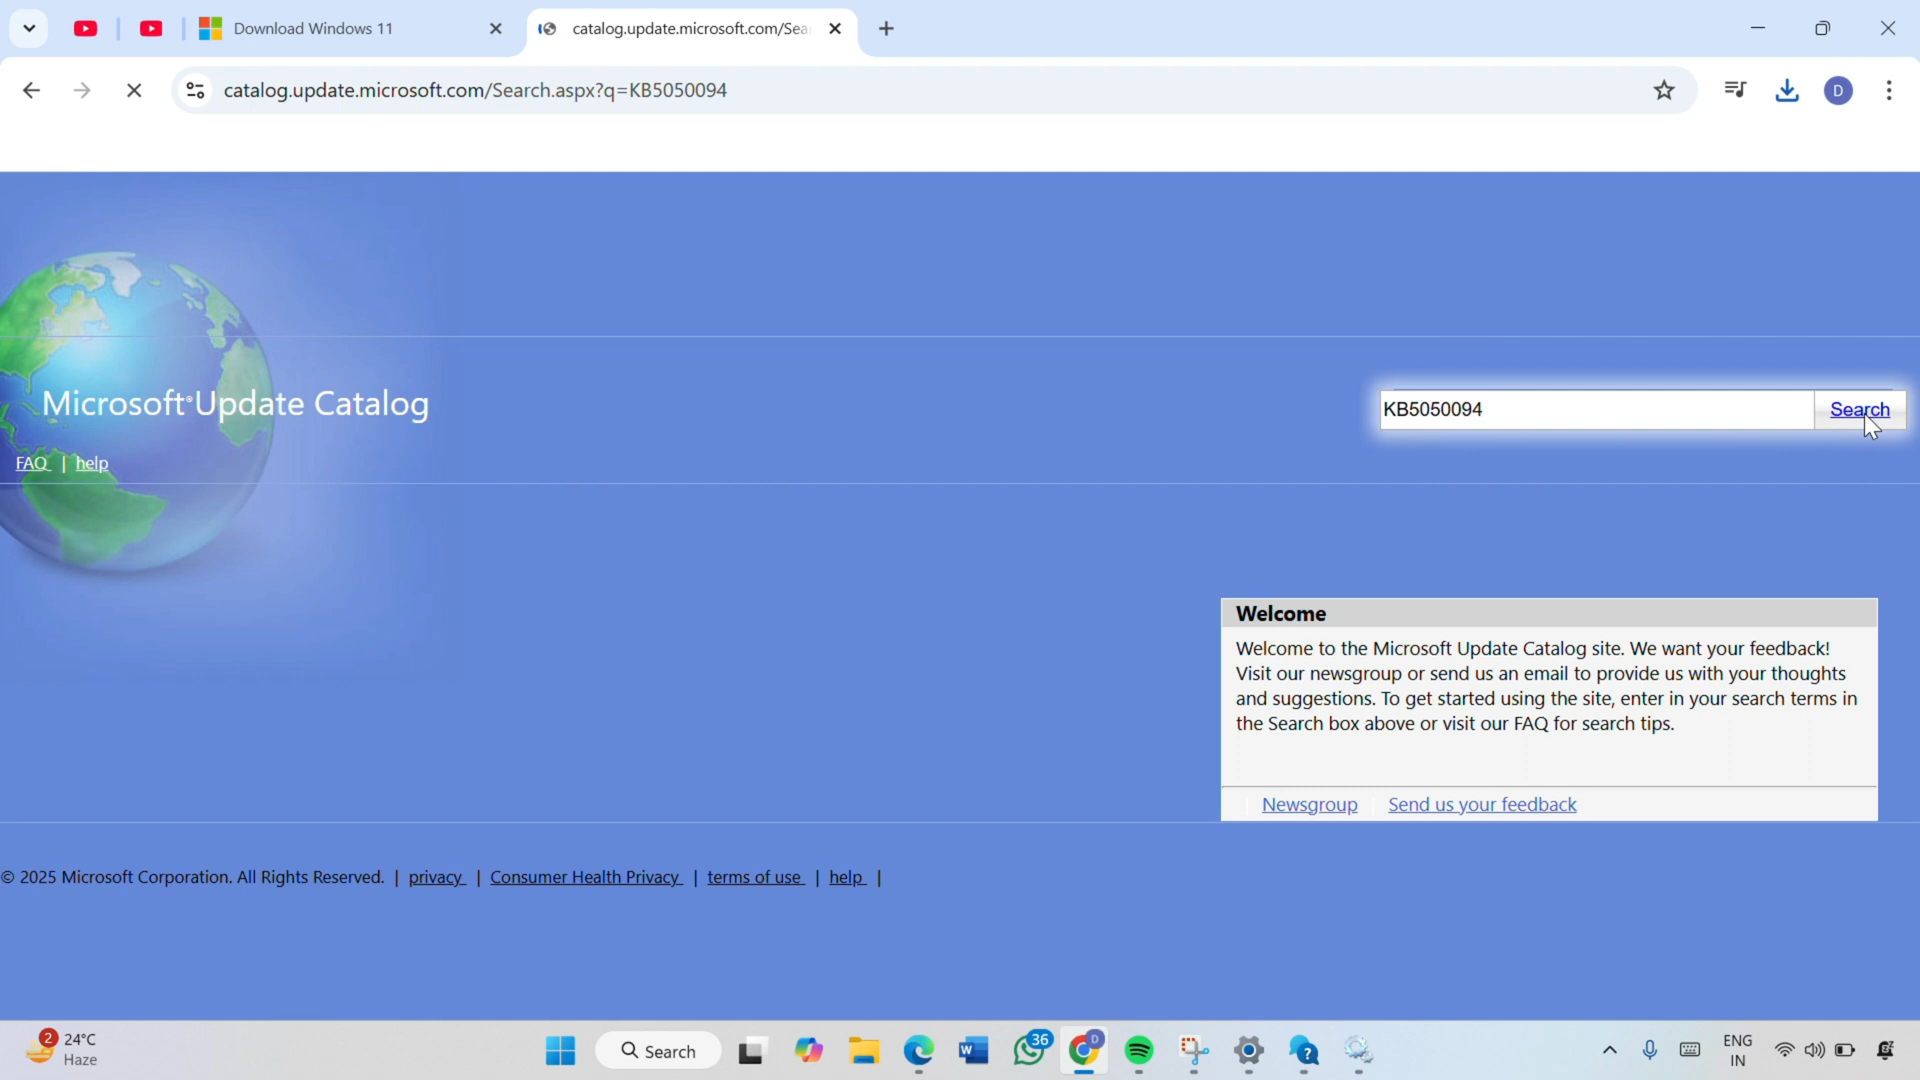 Download Windows 11
catalog.update.microsoft.com/Sea
catalog.update.microsoft.com/Search.aspx?q=KB5050094
D
Microsoft® Update Catalog
KB5050094
Search
FAQ | help
Welcome
Welcome to the Microsoft Update Catalog site. We want your feedback!
Visit our newsgroup or send us an email to provide us with your thoughts
and suggestions. To get started using the site, enter in your search terms in
the Search box above or visit our FAQ for search tips.
Newsgroup
Send us your feedback
© 2025 Microsoft Corporation. All Rights Reserved. | privacy | Consumer Health Privacy | terms of use | help |
2
24°C
Haze
Search
W
36
D
ENG
IN